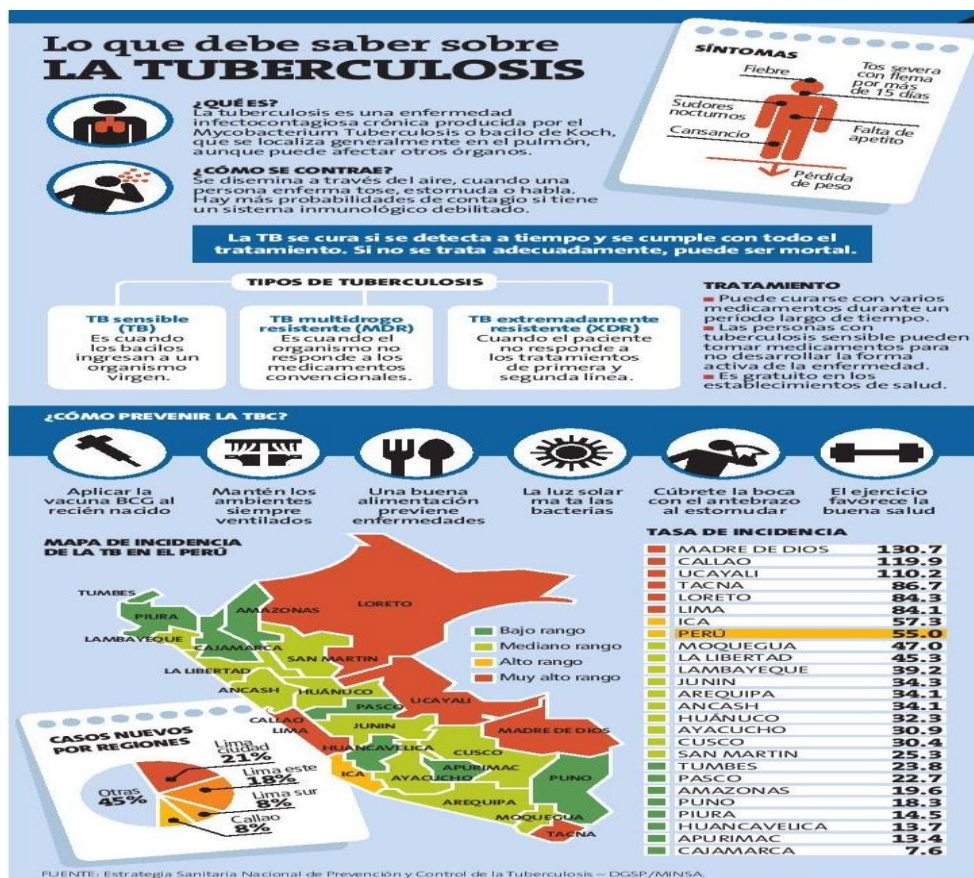 Lo que debe saber sobre
LA TUBERCULOSIS
¿QUÉ ES?
La tuberculosis es una enfermedad
infectocontagiosa crónica producida por el
Mycobacterium Tuberculosis o bacilo de Koch,
que se localiza generalmente en el pulmón,
aunque puede afectar otros órganos.
¿CÓMO SE CONTRAE?
Se disemina a través del aire, cuando una
persona enferma tose, estornuda o habla.
Hay más probabilidades de contagio si tiene
un sistema inmunológico debilitado.
SÍNTOMAS
Fiebre
Tos severa
con flema
por más
de 15 días
Sudores
nocturnos
Cansancio
Falta de
apetito
Pérdida
de peso
La TB se cura si se detecta a tiempo y se cumple con todo el
tratamiento. Si no se trata adecuadamente, puede ser mortal.
TIPOS DE TUBERCULOSIS
TB sensible
(TB)
Es cuando
los bacilos
ingresan a un
organismo
virgen.
TB multidrogo
resistente (MDR)
Es cuando el
organismo no
responde a los
medicamentos
convencionales.
TB extremadamente
resistente (XDR)
Cuando el paciente
no responde a
los tratamientos
de primera y
segunda línea.
TRATAMIENTO
Puede curarse con varios
medicamentos durante un
período largo de tiempo.
Las personas con
tuberculosis sensible pueden
tomar medicamentos para
no desarrollar la forma
activa de la enfermedad.
Es gratuito en los
establecimientos de salud.
¿CÓMO PREVENIR LA TBC?
Aplicar la
vacuna BCG al
recién nacido
Mantén los
ambientes
siempre
ventilados
Una buena
alimentación
previene
enfermedades
La luz solar
mata las
bacterias
Cúbrete la boca
con el antebrazo
al estornudar
El ejercicio
favorece la
buena salud
MAPA DE INCIDENCIA
DE LA TB EN EL PERÚ
TUMBES
PIURA
AMAZONAS
LORETO
LAMBAYEQUE
CAJAMARCA
SAN MARTIN
LA LIBERTAD
ANCASH
HUÁNUCO
UCAYALI
PASCO
CALLAO
LIMA
JUNIN
MADRE DE DIOS
HUANCAVELICA
CUSCO
ICA
AYACUCHO
APURIMAC
PUNO
AREQUIPA
MOQUEGUA
TACNA
Bajo rango
Mediano rango
Alto rango
Muy alto rango
CASOS NUEVOS
POR REGIONES
Lima
ciudad
21%
Lima este
18%
Lima sur
8%
Callao
8%
Otras
45%
TASA DE INCIDENCIA
MADRE DE DIOS 130.7
CALLAO 119.9
UCAYALI 110.2
TACNA 86.7
LORETO 84.3
LIMA 84.1
ICA 57.3
PERÚ 55.0
MOQUEGUA 47.0
LA LIBERTAD 45.3
LAMBAYEQUE 39.2
JUNIN 34.3
AREQUIPA 34.1
ANCASH 34.1
HUÁNUCO 32.3
AYACUCHO 30.9
CUSCO 30.4
SAN MARTIN 25.8
TUMBES 23.8
PASCO 22.7
AMAZONAS 19.6
PUNO 18.3
PIURA 14.5
HUANCAVELICA 13.7
APURIMAC 13.4
CAJAMARCA 7.6
FUENTE: Estrategia Sanitaria Nacional de Prevención y Control de la Tuberculosis – DGSP/MINSA.